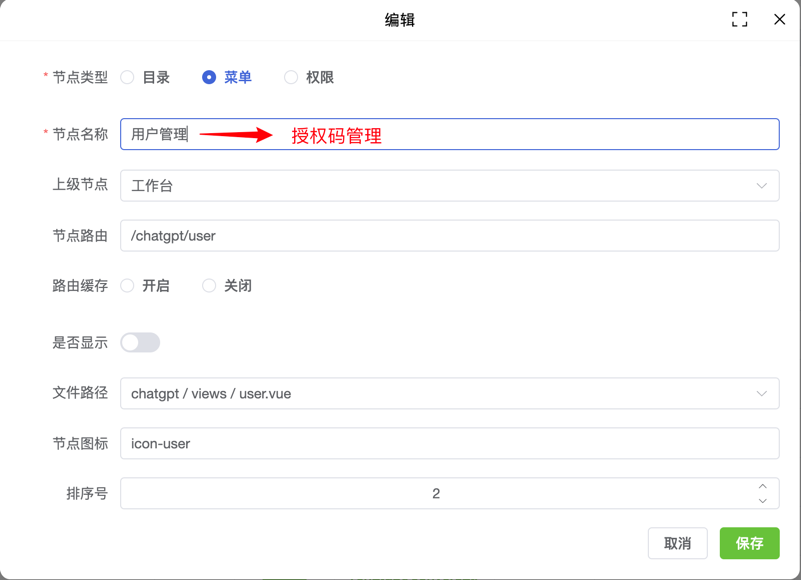 编辑
* 节点类型 目录 菜单 权限
* 节点名称 用户管理 授权码管理
上级节点 工作台
节点路由 /chatgpt/user
路由缓存 开启 关闭
是否显示
文件路径 chatgpt / views / user.vue
节点图标 icon-user
排序号 2
取消 保存